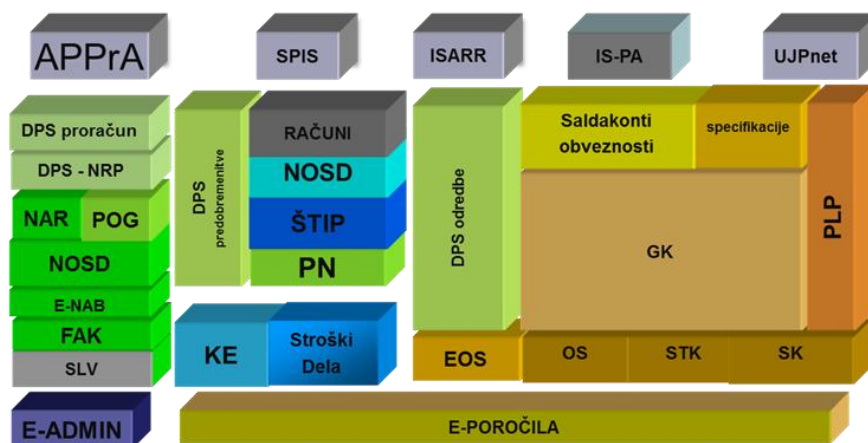 APPrA
SPIS
ISARR
IS-PA
UJPnet
DPS proračun
DPS - NRP
NAR
POG
NOSD
E-NAB
FAK
SLV
E-ADMIN
DPS
predobremenitve
RAČUNI
NOSD
ŠTIP
PN
KE
Stroški
Dela
DPS odredbe
EOS
Saldakonti
obveznosti
specifikacije
GK
PLP
OS
STK
SK
E-POROČILA